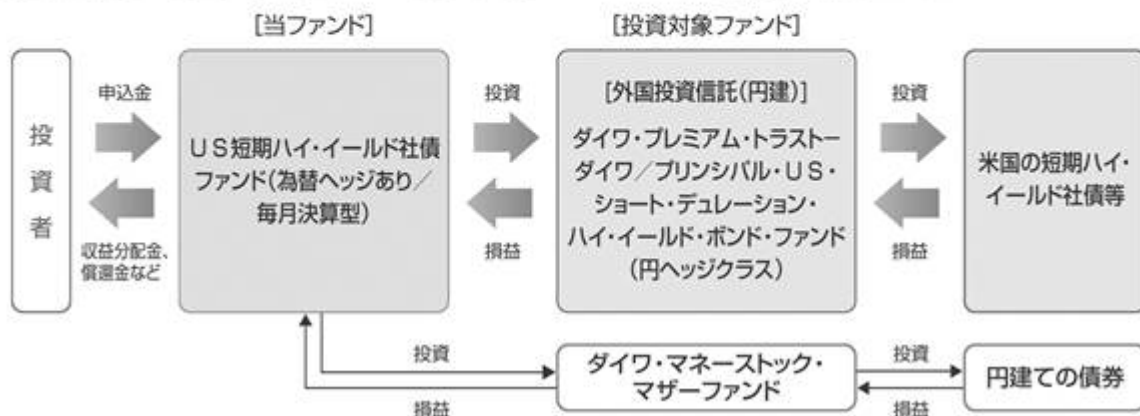 [当ファンド]
[投資対象ファンド]
投資者
申込金
収益分配金、
償還金など
US短期ハイ・イールド社債
ファンド(為替ヘッジあり／
毎月決算型)
投資
損益
[外国投資信託(円建)]
ダイワ・プレミアム・トラスト－
ダイワ／プリンシパル・US・
ショート・デュレーション・
ハイ・イールド・ボンド・ファンド
(円ヘッジクラス)
投資
損益
米国の短期ハイ・
イールド社債等
投資
損益
ダイワ・マネーストック・
マザーファンド
投資
損益
円建ての債券